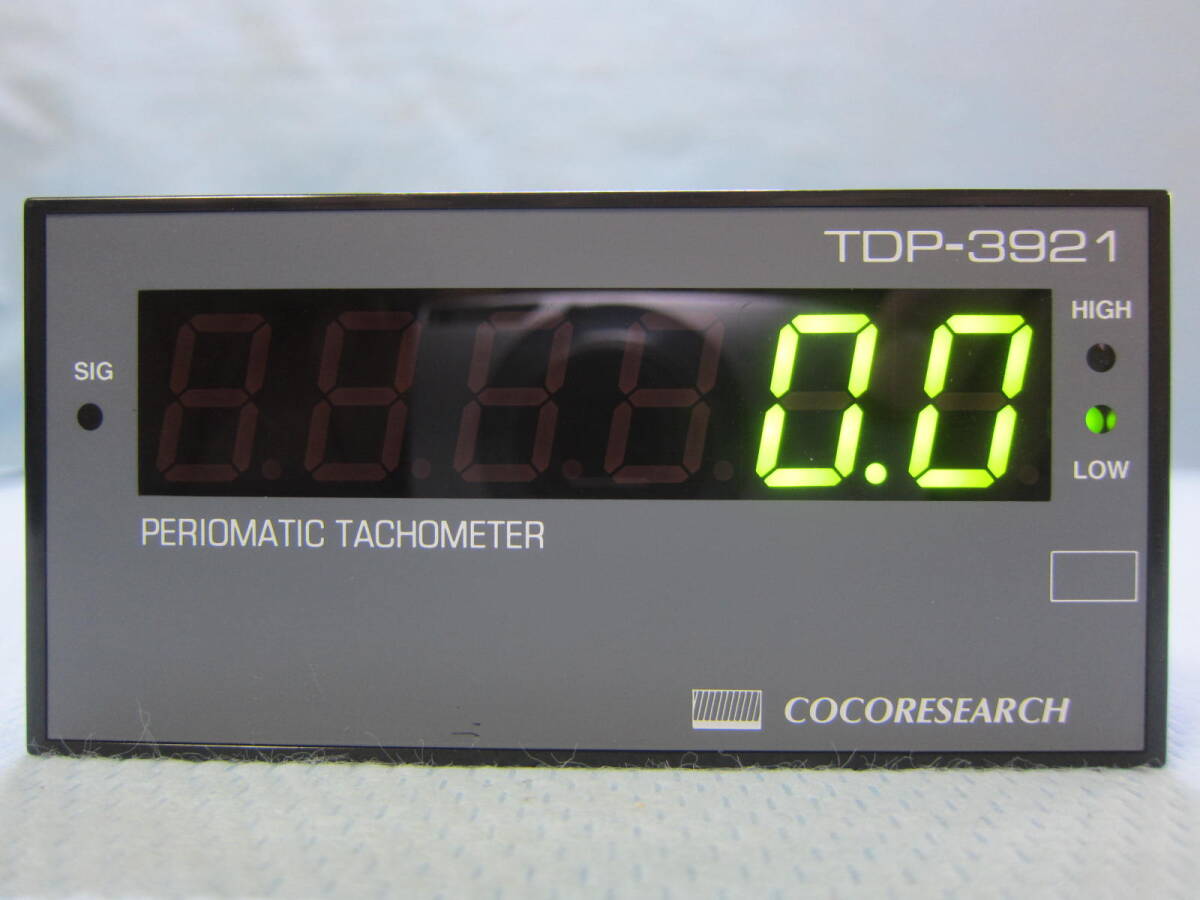 TDP-3921
HIGH
SIG
0.0
LOW
PERIOMATIC TACHOMETER
COCORESEARCH